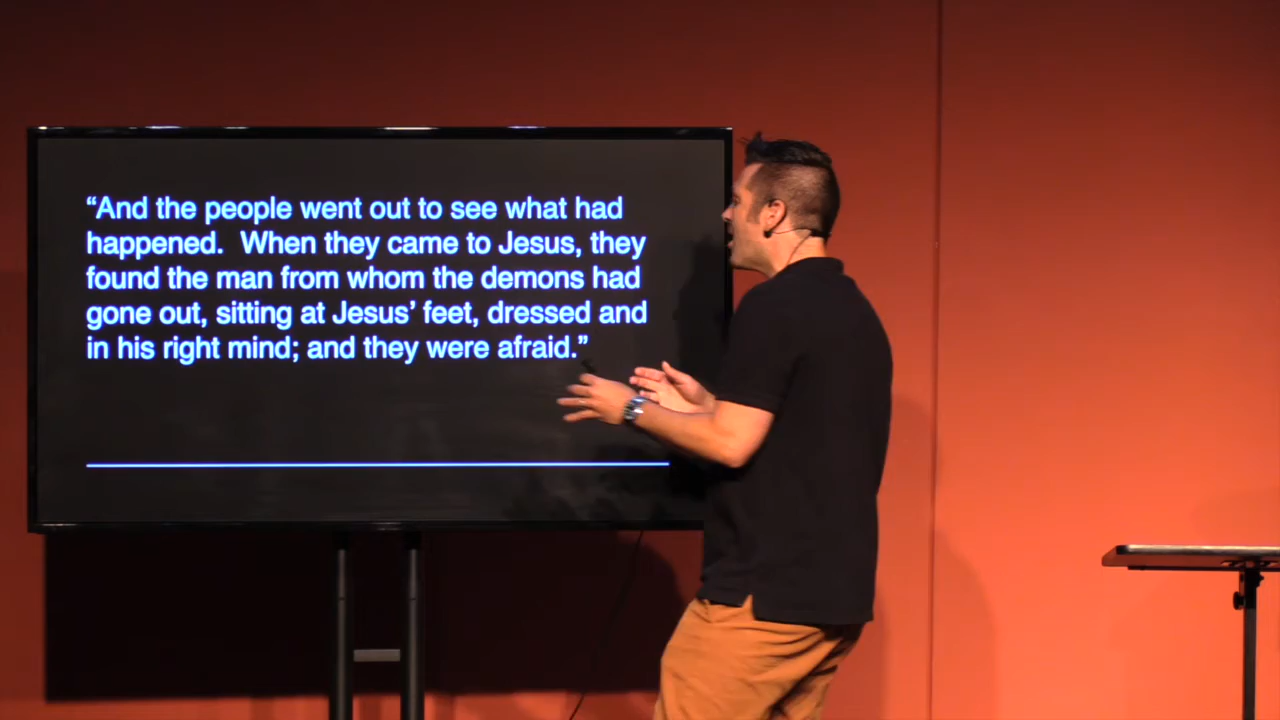 “And the people went out to see what had
happened.  When they came to Jesus, they
found the man from whom the demons had
gone out, sitting at Jesus’ feet, dressed and
in his right mind; and they were afraid.”